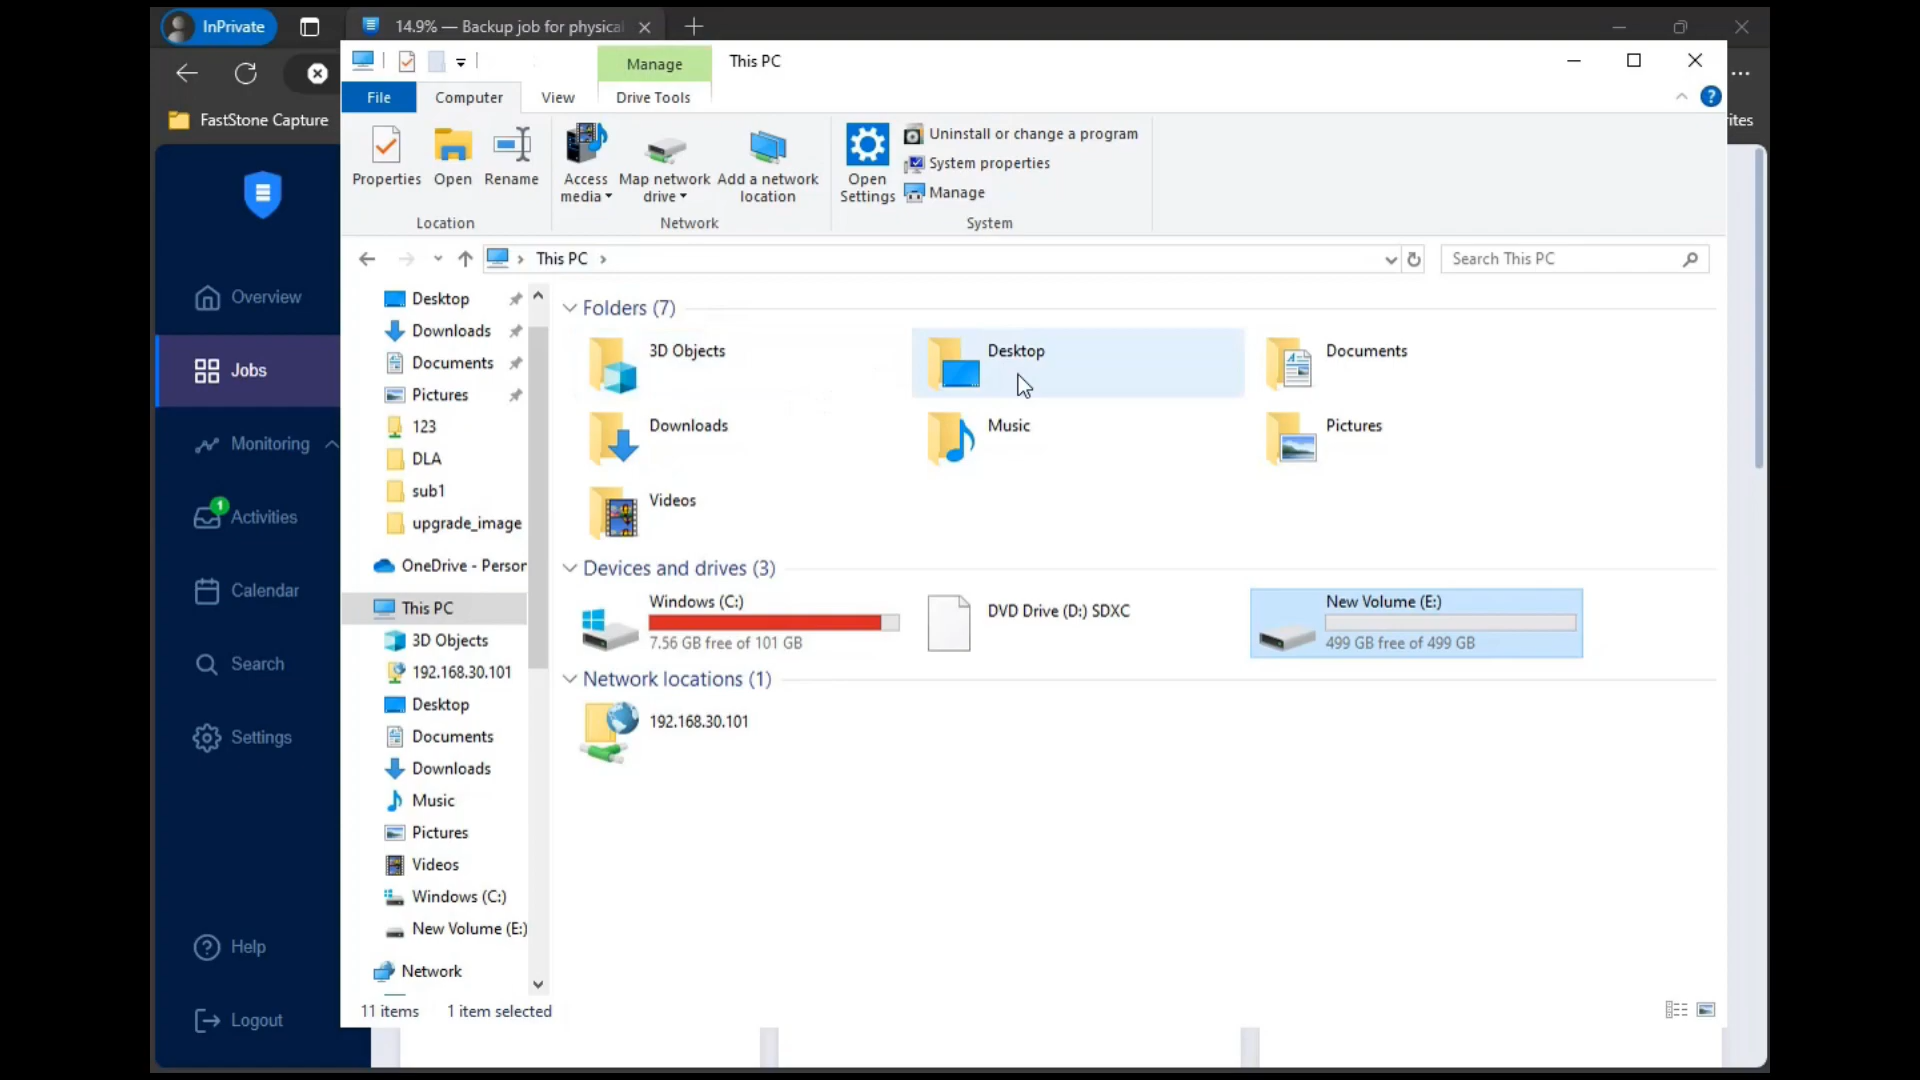 InPrivate
14.9% — Backup job for physica
FastStone Capture
rites
Overview
Jobs
Monitoring
1
Activities
Calendar
Search
Settings
Help
Logout
Manage
This PC
File
Computer
View
Drive Tools
?
Properties
Open
Rename
Access media
Map network drive
Add a network location
Open Settings
Uninstall or change a program
System properties
Manage
Location
Network
System
This PC
Search This PC
Desktop
Downloads
Documents
Pictures
123
DLA
sub1
upgrade_image
OneDrive - Person
This PC
3D Objects
192.168.30.101
Desktop
Documents
Downloads
Music
Pictures
Videos
Windows (C:)
New Volume (E:)
Network
Folders (7)
3D Objects
Desktop
Documents
Downloads
Music
Pictures
Videos
Devices and drives (3)
Windows (C:)
7.56 GB free of 101 GB
DVD Drive (D:) SDXC
New Volume (E:)
499 GB free of 499 GB
Network locations (1)
192.168.30.101
11 items
1 item selected